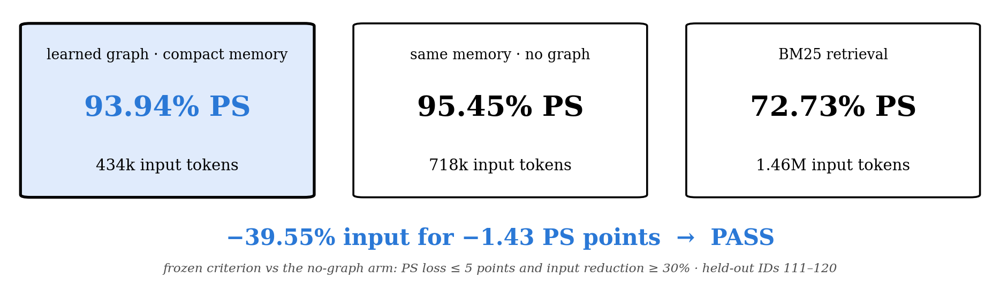 learned graph · compact memory
93.94% PS
434k input tokens
same memory · no graph
95.45% PS
718k input tokens
BM25 retrieval
72.73% PS
1.46M input tokens
−39.55% input for −1.43 PS points → PASS
frozen criterion vs the no-graph arm: PS loss ≤ 5 points and input reduction ≥ 30% · held-out IDs 111–120